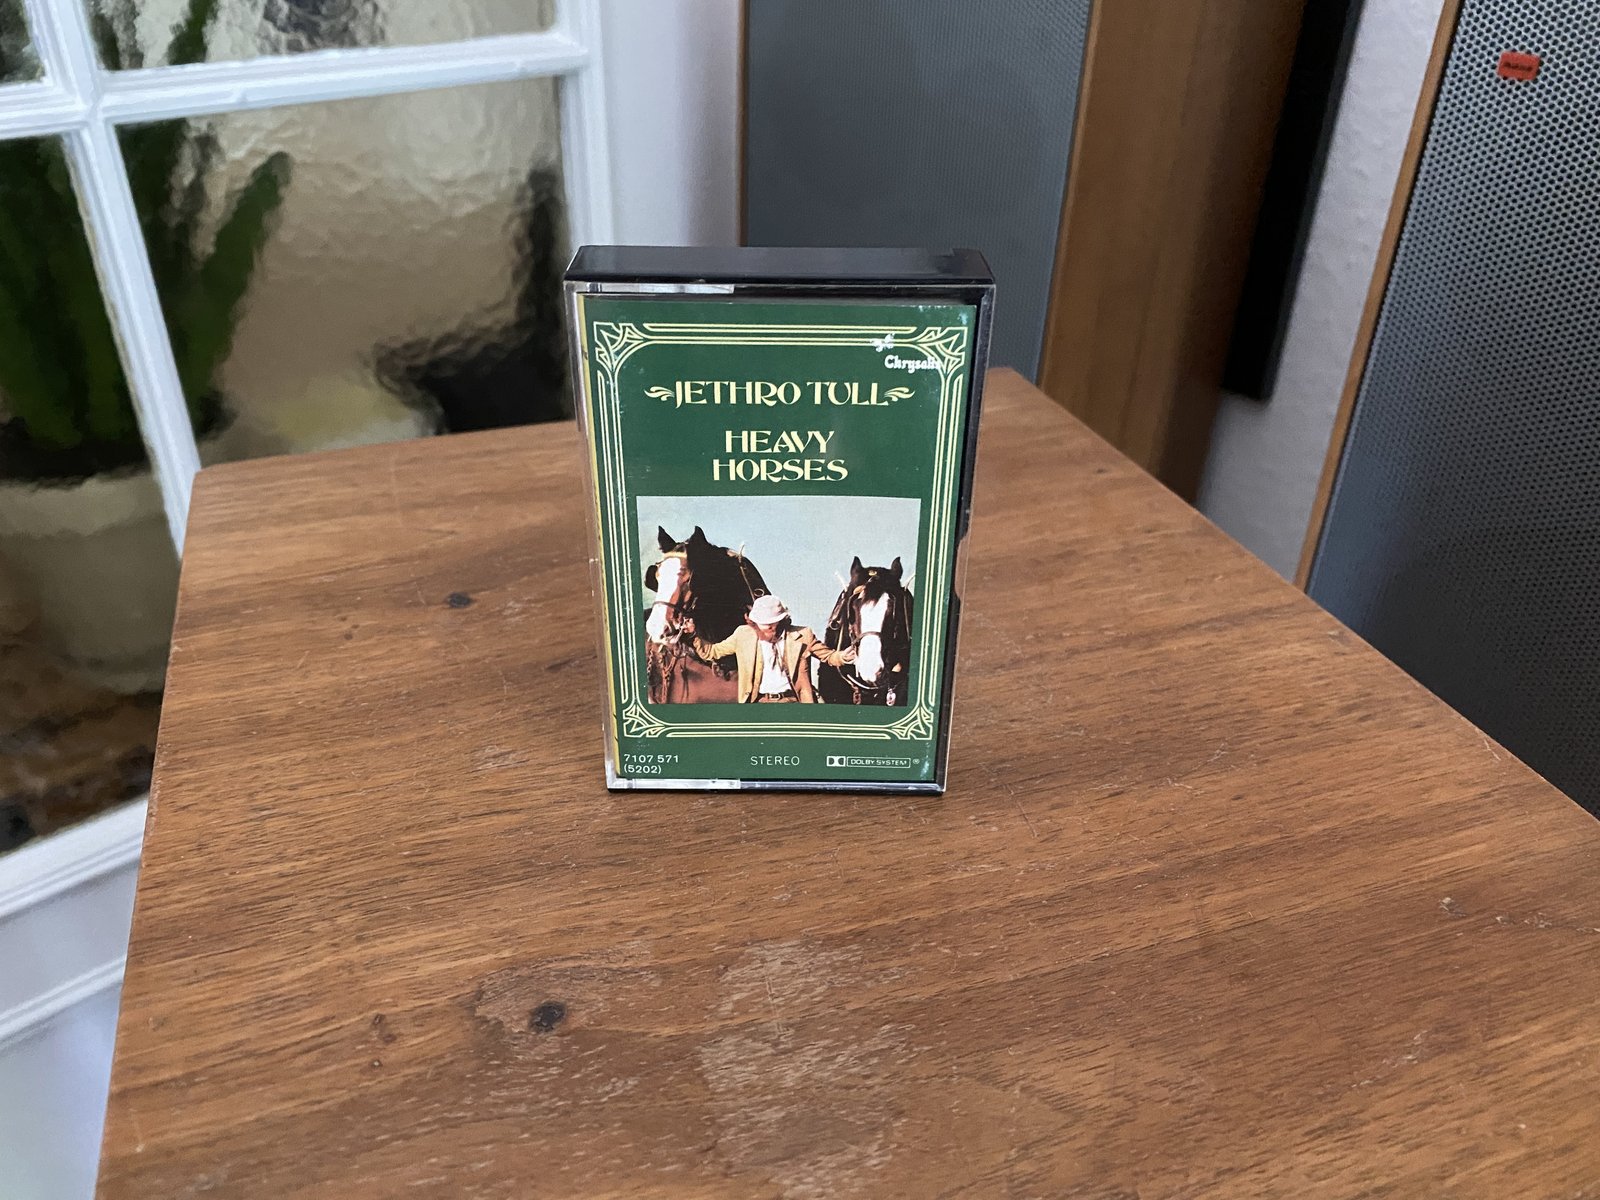 Chrysalis
JETHRO TULL
HEAVY
HORSES
7107 571
(5202)
STEREO
DOLBY SYSTEM ®